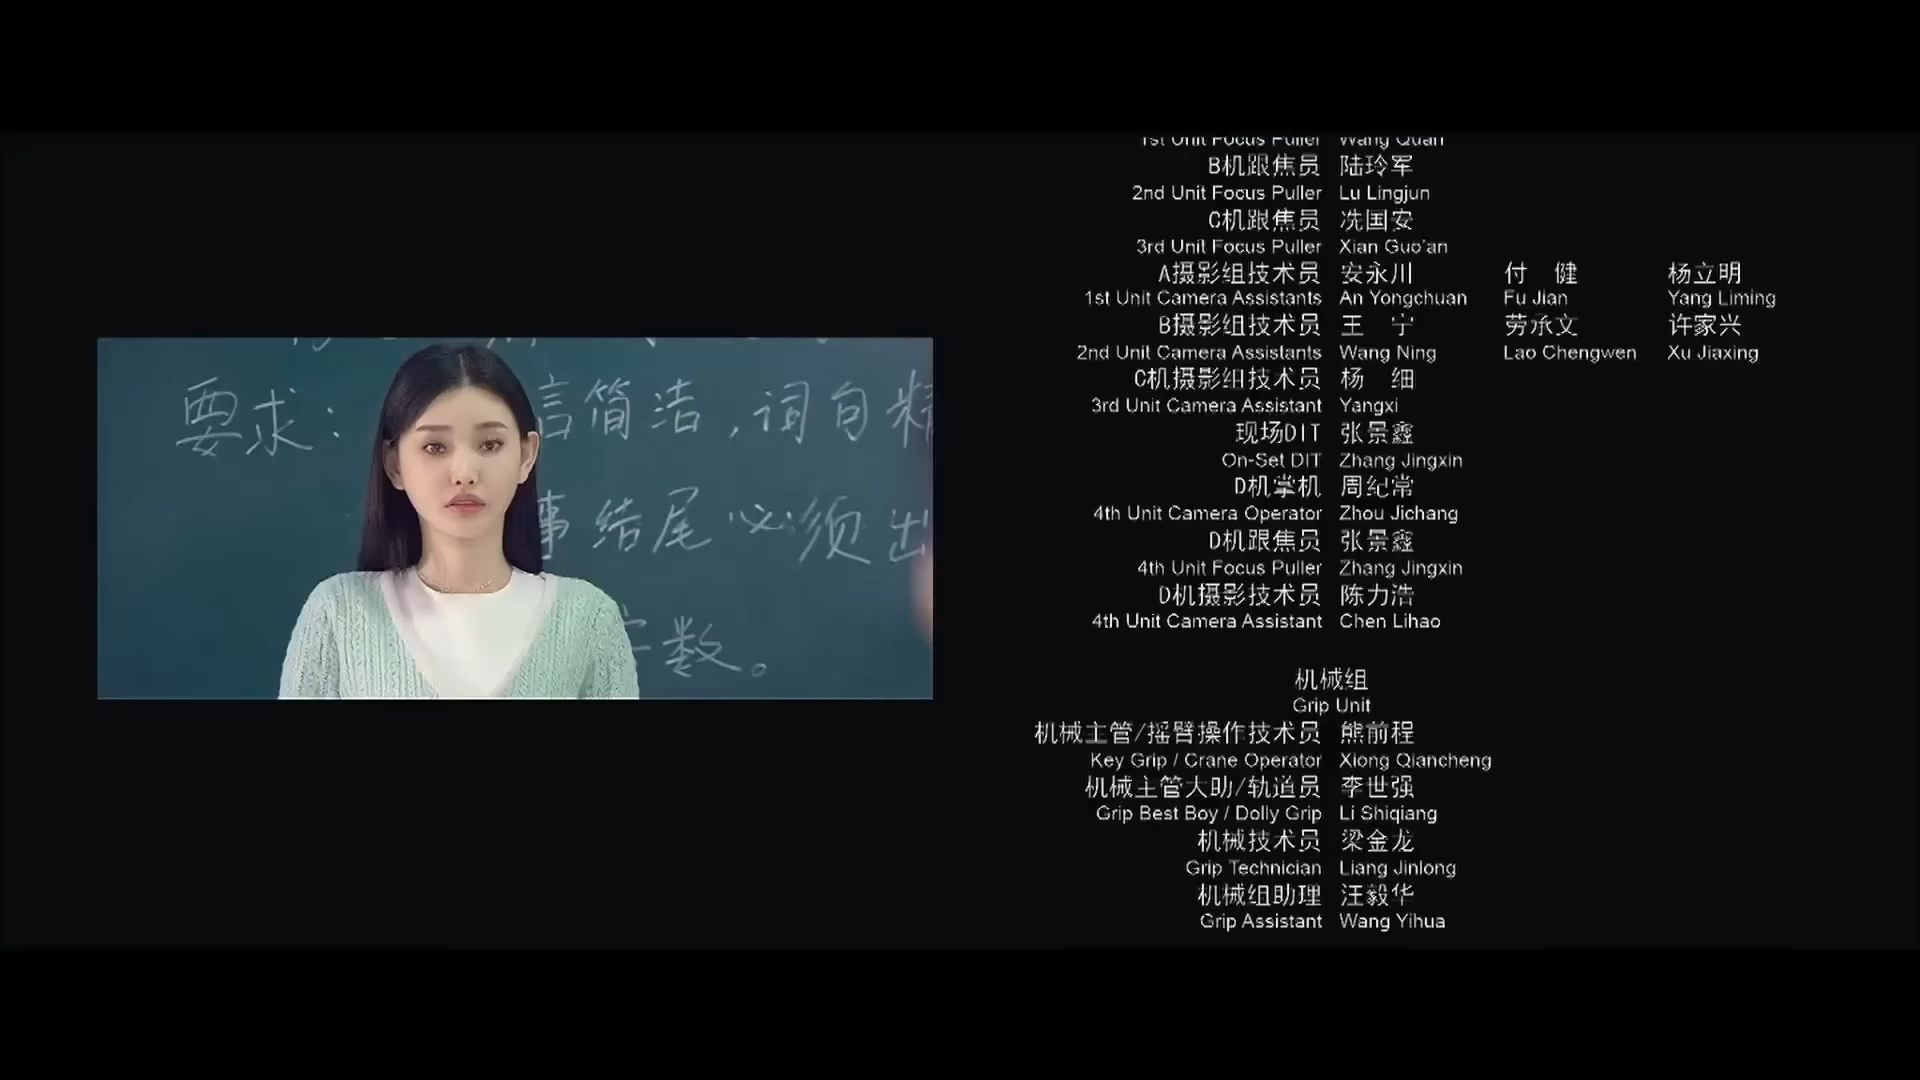 要求：言简洁，词句精
事结尾必须出
字数。
1st Unit Focus Puller Wang Quan
B机跟焦员 陆玲军
2nd Unit Focus Puller Lu Lingjun
C机跟焦员 冼国安
3rd Unit Focus Puller Xian Guo'an
A摄影组技术员 安永川 付 健 杨立明
1st Unit Camera Assistants An Yongchuan Fu Jian Yang Liming
B摄影组技术员 王 宁 劳承文 许家兴
2nd Unit Camera Assistants Wang Ning Lao Chengwen Xu Jiaxing
C机摄影组技术员 杨 细
3rd Unit Camera Assistant Yangxi
现场DIT 张景鑫
On-Set DIT Zhang Jingxin
D机掌机 周纪常
4th Unit Camera Operator Zhou Jichang
D机跟焦员 张景鑫
4th Unit Focus Puller Zhang Jingxin
D机摄影技术员 陈力浩
4th Unit Camera Assistant Chen Lihao
机械组
Grip Unit
机械主管/摇臂操作技术员 熊前程
Key Grip / Crane Operator Xiong Qiancheng
机械主管大助/轨道员 李世强
Grip Best Boy / Dolly Grip Li Shiqiang
机械技术员 梁金龙
Grip Technician Liang Jinlong
机械组助理 汪毅华
Grip Assistant Wang Yihua